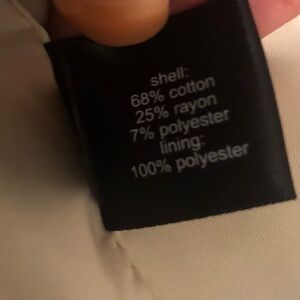 shell:
68% cotton
25% rayon
7% polyester
lining:
100% polyester